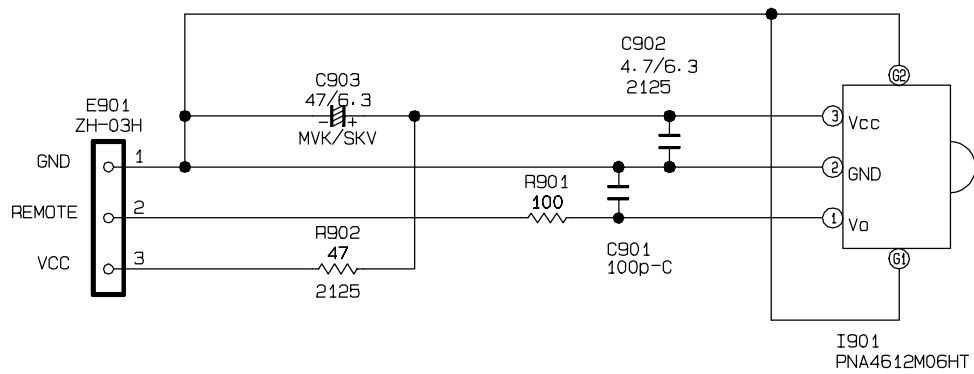 E901
ZH-03H
GND
REMOTE
VCC
1
2
3
C903
47/6.3
- +
MVK/SKV
R902
47
2125
R901
100
C901
100p-C
C902
4.7/6.3
2125
G2
3 Vcc
2 GND
1 Vo
G1
I901
PNA4612M06HT